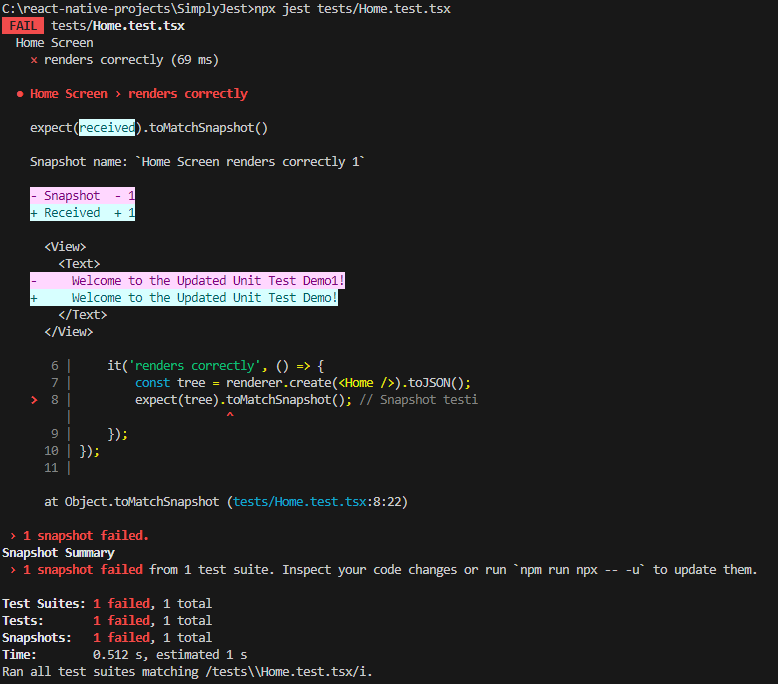 C:\react-native-projects\SimplyJest>npx jest tests/Home.test.tsx
FAIL tests/Home.test.tsx
Home Screen
× renders correctly (69 ms)
● Home Screen › renders correctly
expect(received).toMatchSnapshot()
Snapshot name: `Home Screen renders correctly 1`
- Snapshot - 1
+ Received + 1
<View>
<Text>
- Welcome to the Updated Unit Test Demo1!
+ Welcome to the Updated Unit Test Demo!
</Text>
</View>
6 | it('renders correctly', () => {
7 | const tree = renderer.create(<Home />).toJSON();
> 8 | expect(tree).toMatchSnapshot(); // Snapshot testi
| ^
9 | });
10 | });
11 |
at Object.toMatchSnapshot (tests/Home.test.tsx:8:22)
› 1 snapshot failed.
Snapshot Summary
› 1 snapshot failed from 1 test suite. Inspect your code changes or run `npm run npx -- -u` to update them.
Test Suites: 1 failed, 1 total
Tests: 1 failed, 1 total
Snapshots: 1 failed, 1 total
Time: 0.512 s, estimated 1 s
Ran all test suites matching /tests\\Home.test.tsx/i.